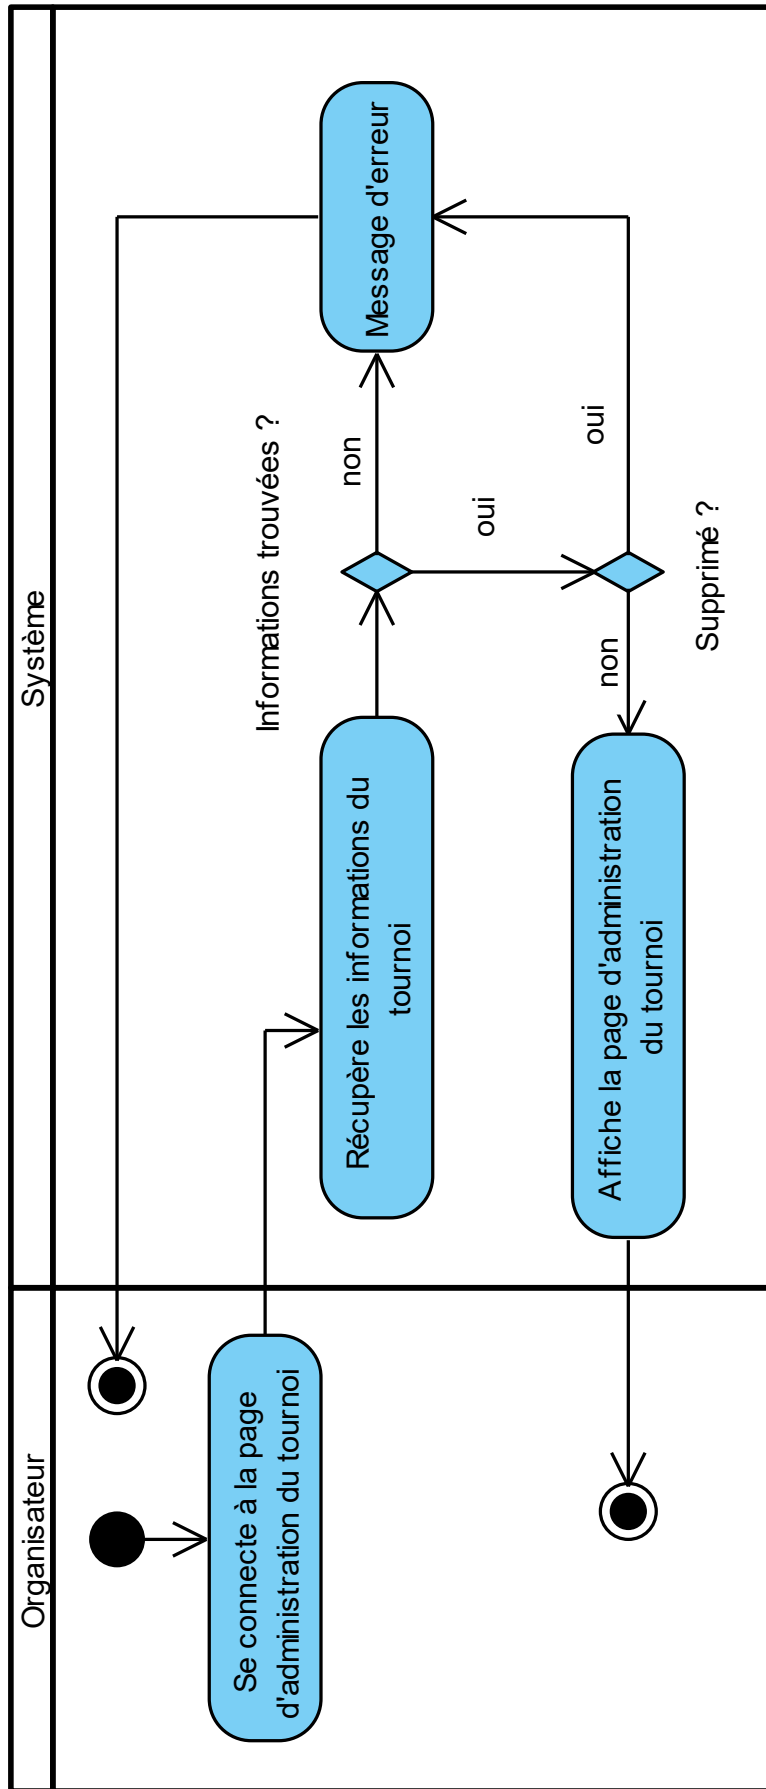 Organisateur
Système
Se connecte à la page
d'administration du tournoi
Récupère les informations du
tournoi
Informations trouvées ?
non
Message d'erreur
oui
oui
Supprimé ?
non
Affiche la page d'administration
du tournoi